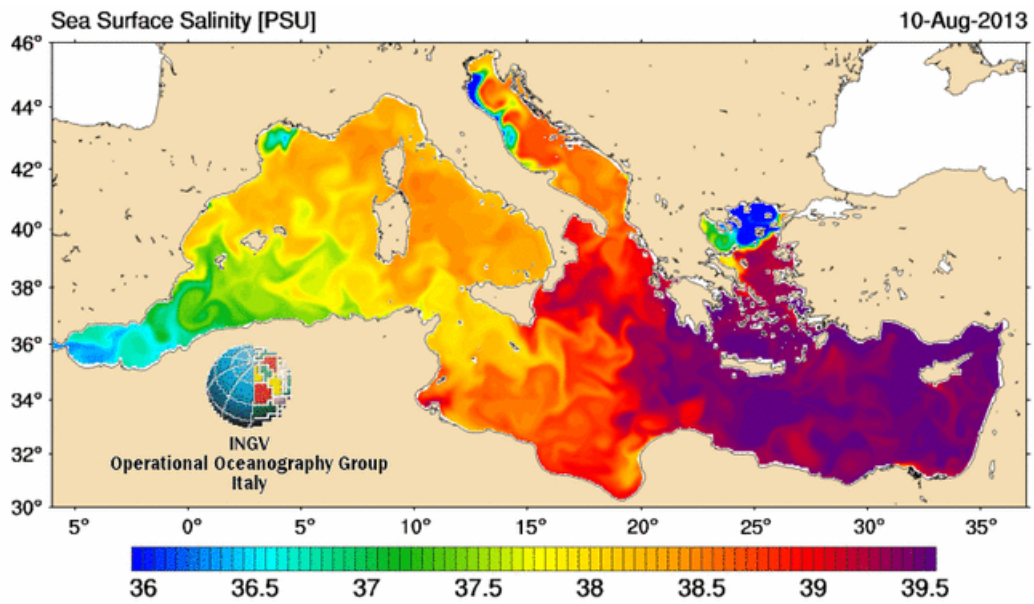 Sea Surface Salinity [PSU] 10-Aug-2013
46°
44°
42°
40°
38°
36°
34°
32°
30°
INGV
Operational Oceanography Group
Italy
5° 0° 5° 10° 15° 20° 25° 30° 35°
36 36.5 37 37.5 38 38.5 39 39.5